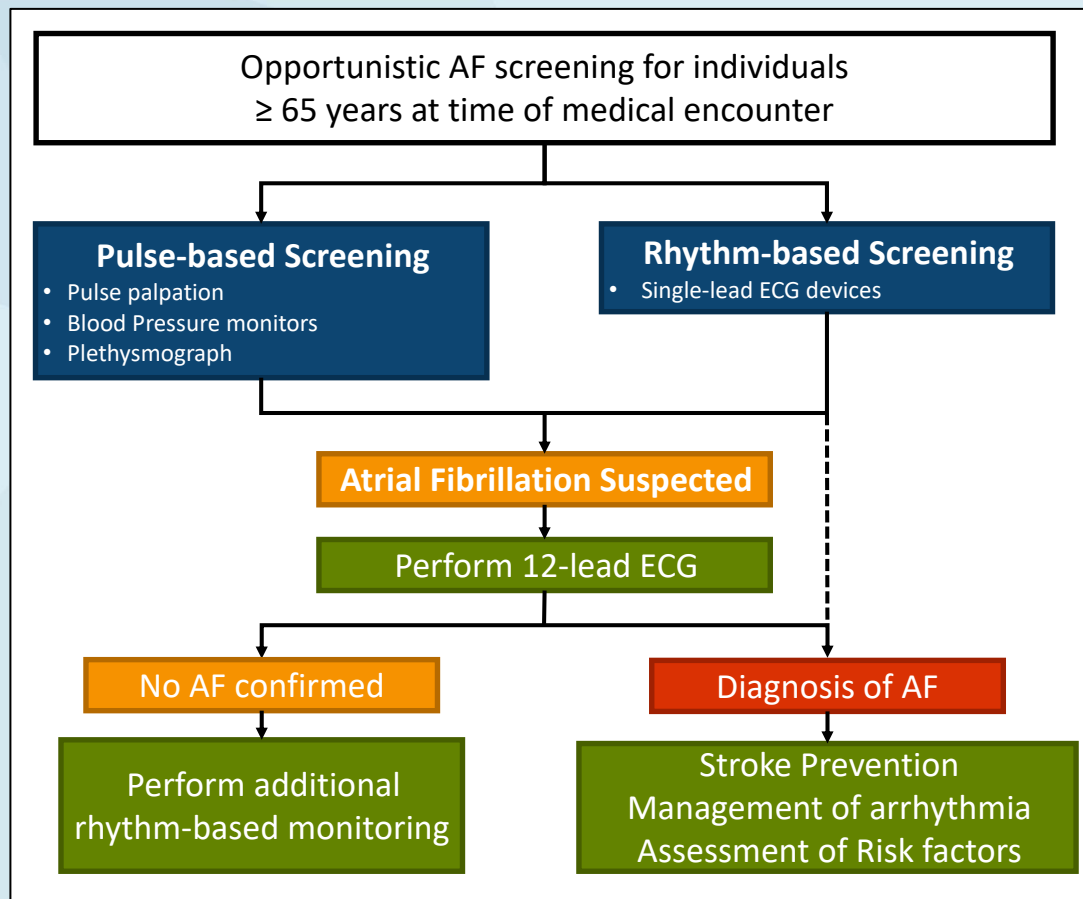 Opportunistic AF screening for individuals
≥ 65 years at time of medical encounter
Pulse-based Screening
• Pulse palpation
• Blood Pressure monitors
• Plethysmograph
Rhythm-based Screening
• Single-lead ECG devices
Atrial Fibrillation Suspected
Perform 12-lead ECG
No AF confirmed
Diagnosis of AF
Perform additional
rhythm-based monitoring
Stroke Prevention
Management of arrhythmia
Assessment of Risk factors